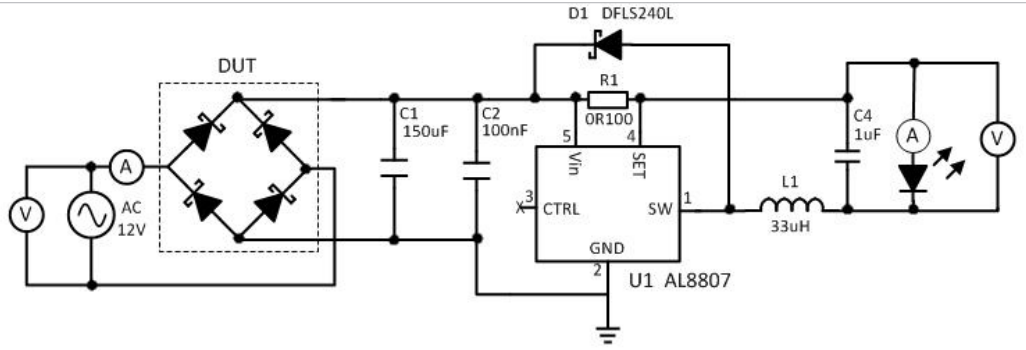 D1 DFLS240L
DUT
R1
0R100
C1
150uF
C2
100nF
C4
1uF
5
4
Vin
SET
A
V
A
V
AC
12V
3
X
CTRL
SW
1
L1
33uH
GND
2
U1 AL8807